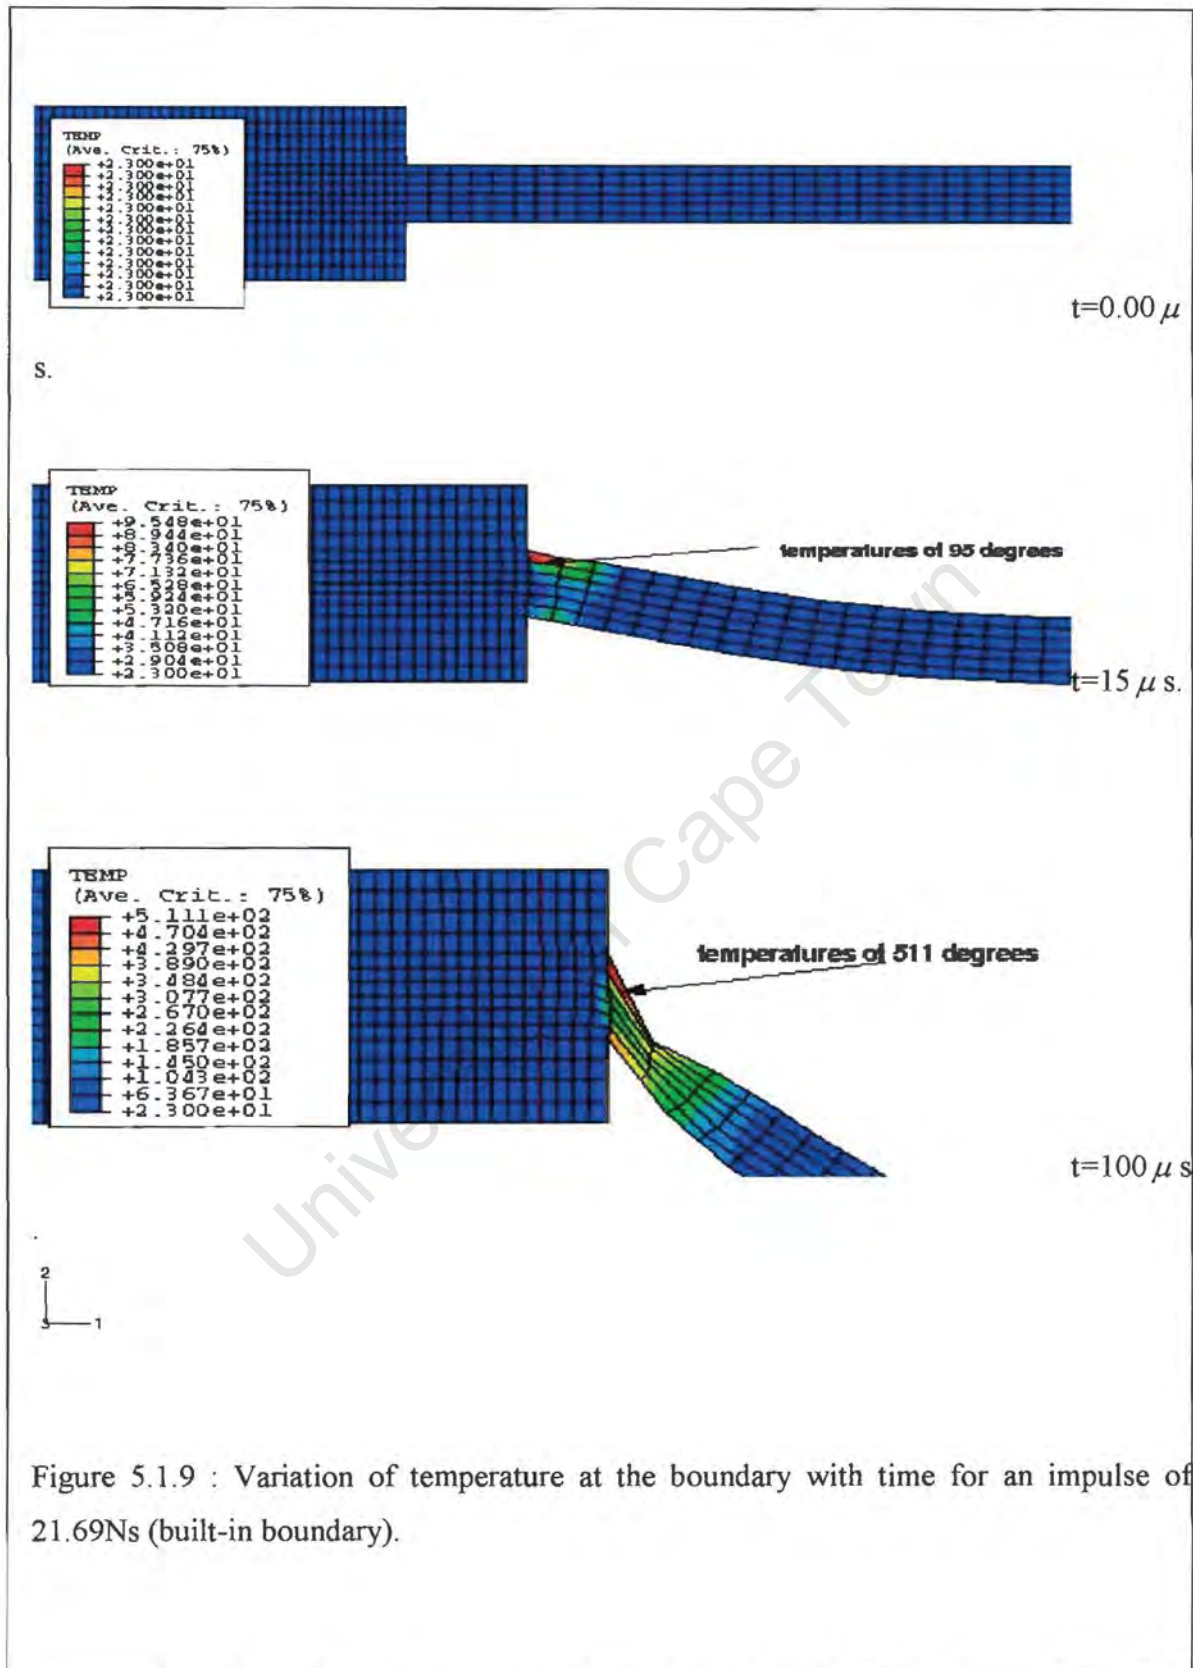 TEMP
(Ave. Crit.: 75%)
+2.300e+01
+2.300e+01
+2.300e+01
+2.300e+01
+2.300e+01
+2.300e+01
+2.300e+01
+2.300e+01
+2.300e+01
+2.300e+01
+2.300e+01
+2.300e+01
+2.300e+01
t=0.00 μ
s.
TEMP
(Ave. Crit.: 75%)
+9.548e+01
+8.944e+01
+8.340e+01
+7.736e+01
+7.132e+01
+6.528e+01
+5.924e+01
+5.320e+01
+4.716e+01
+4.112e+01
+3.508e+01
+2.904e+01
+2.300e+01
temperatures of 95 degrees
t=15 μ s.
TEMP
(Ave. Crit.: 75%)
+5.111e+02
+4.704e+02
+4.297e+02
+3.890e+02
+3.484e+02
+3.077e+02
+2.670e+02
+2.264e+02
+1.857e+02
+1.450e+02
+1.043e+02
+6.367e+01
+2.300e+01
temperatures of 511 degrees
t=100 μ s
.
2
3
1
Cape Town
Figure 5.1.9 : Variation of temperature at the boundary with time for an impulse of
21.69Ns (built-in boundary).